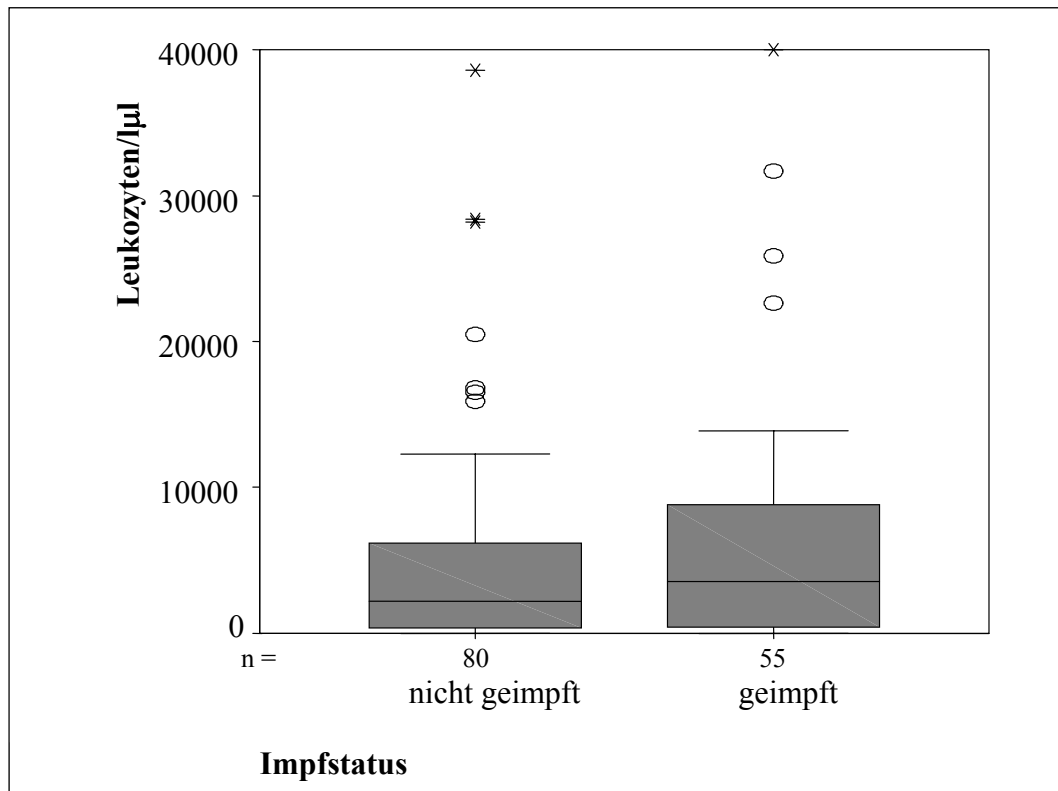 Leukozyten/lµl
40000
30000
20000
10000
0
n =
80
55
nicht geimpft
geimpft
Impfstatus